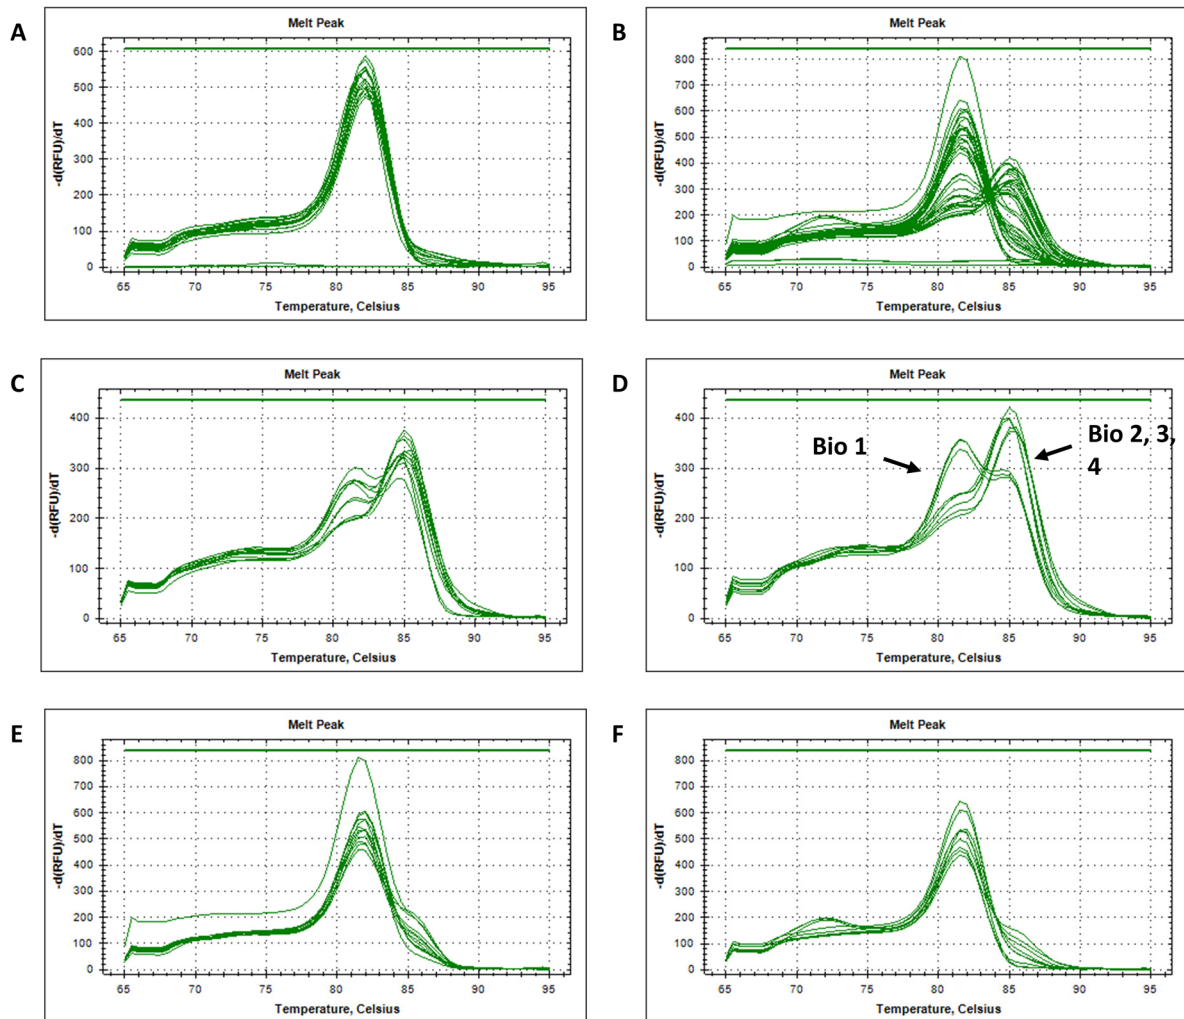 A
Melt Peak
600
500
400
300
200
100
0
-d(RFU)/dT
65 70 75 80 85 90 95
Temperature, Celsius
B
Melt Peak
800
700
600
500
400
300
200
100
0
-d(RFU)/dT
65 70 75 80 85 90 95
Temperature, Celsius
C
Melt Peak
400
300
200
100
0
-d(RFU)/dT
65 70 75 80 85 90 95
Temperature, Celsius
D
Melt Peak
400
300
200
100
0
-d(RFU)/dT
Bio 1
Bio 2, 3,
4
65 70 75 80 85 90 95
Temperature, Celsius
E
Melt Peak
800
700
600
500
400
300
200
100
0
-d(RFU)/dT
65 70 75 80 85 90 95
Temperature, Celsius
F
Melt Peak
800
700
600
500
400
300
200
100
0
-d(RFU)/dT
65 70 75 80 85 90 95
Temperature, Celsius